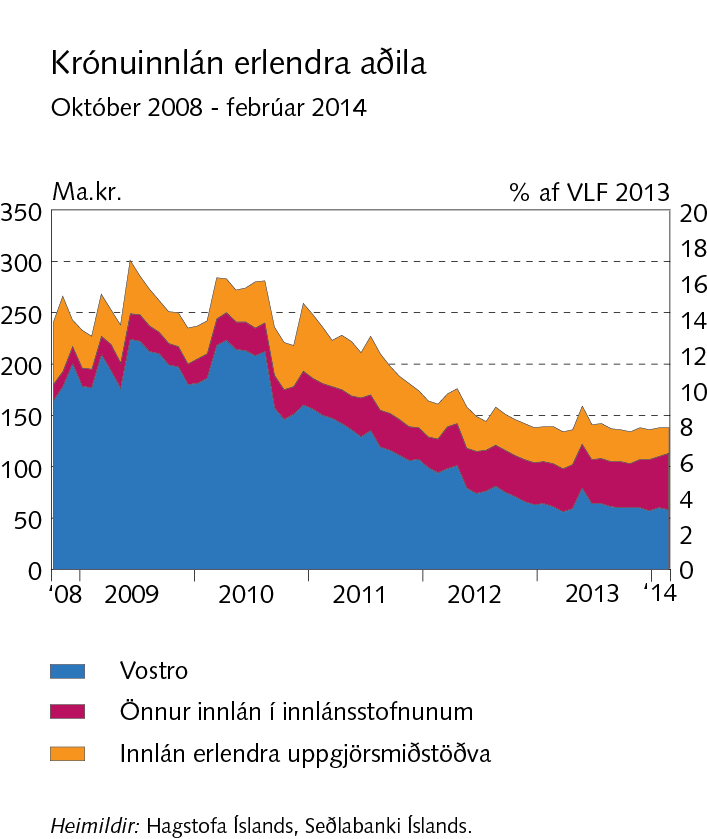 Krónuinnlán erlendra aðila
Október 2008 - febrúar 2014
Ma.kr. % af VLF 2013
350 20
300 18
250 16
200 14
150 12
100 10
50 8
0 6
4
2
0
‘08 2009 2010 2011 2012 2013 ‘14
Vostro
Önnur innlán í innlánsstofnunum
Innlán erlendra uppgjörsmiðstöðva
Heimildir: Hagstofa Íslands, Seðlabanki Íslands.